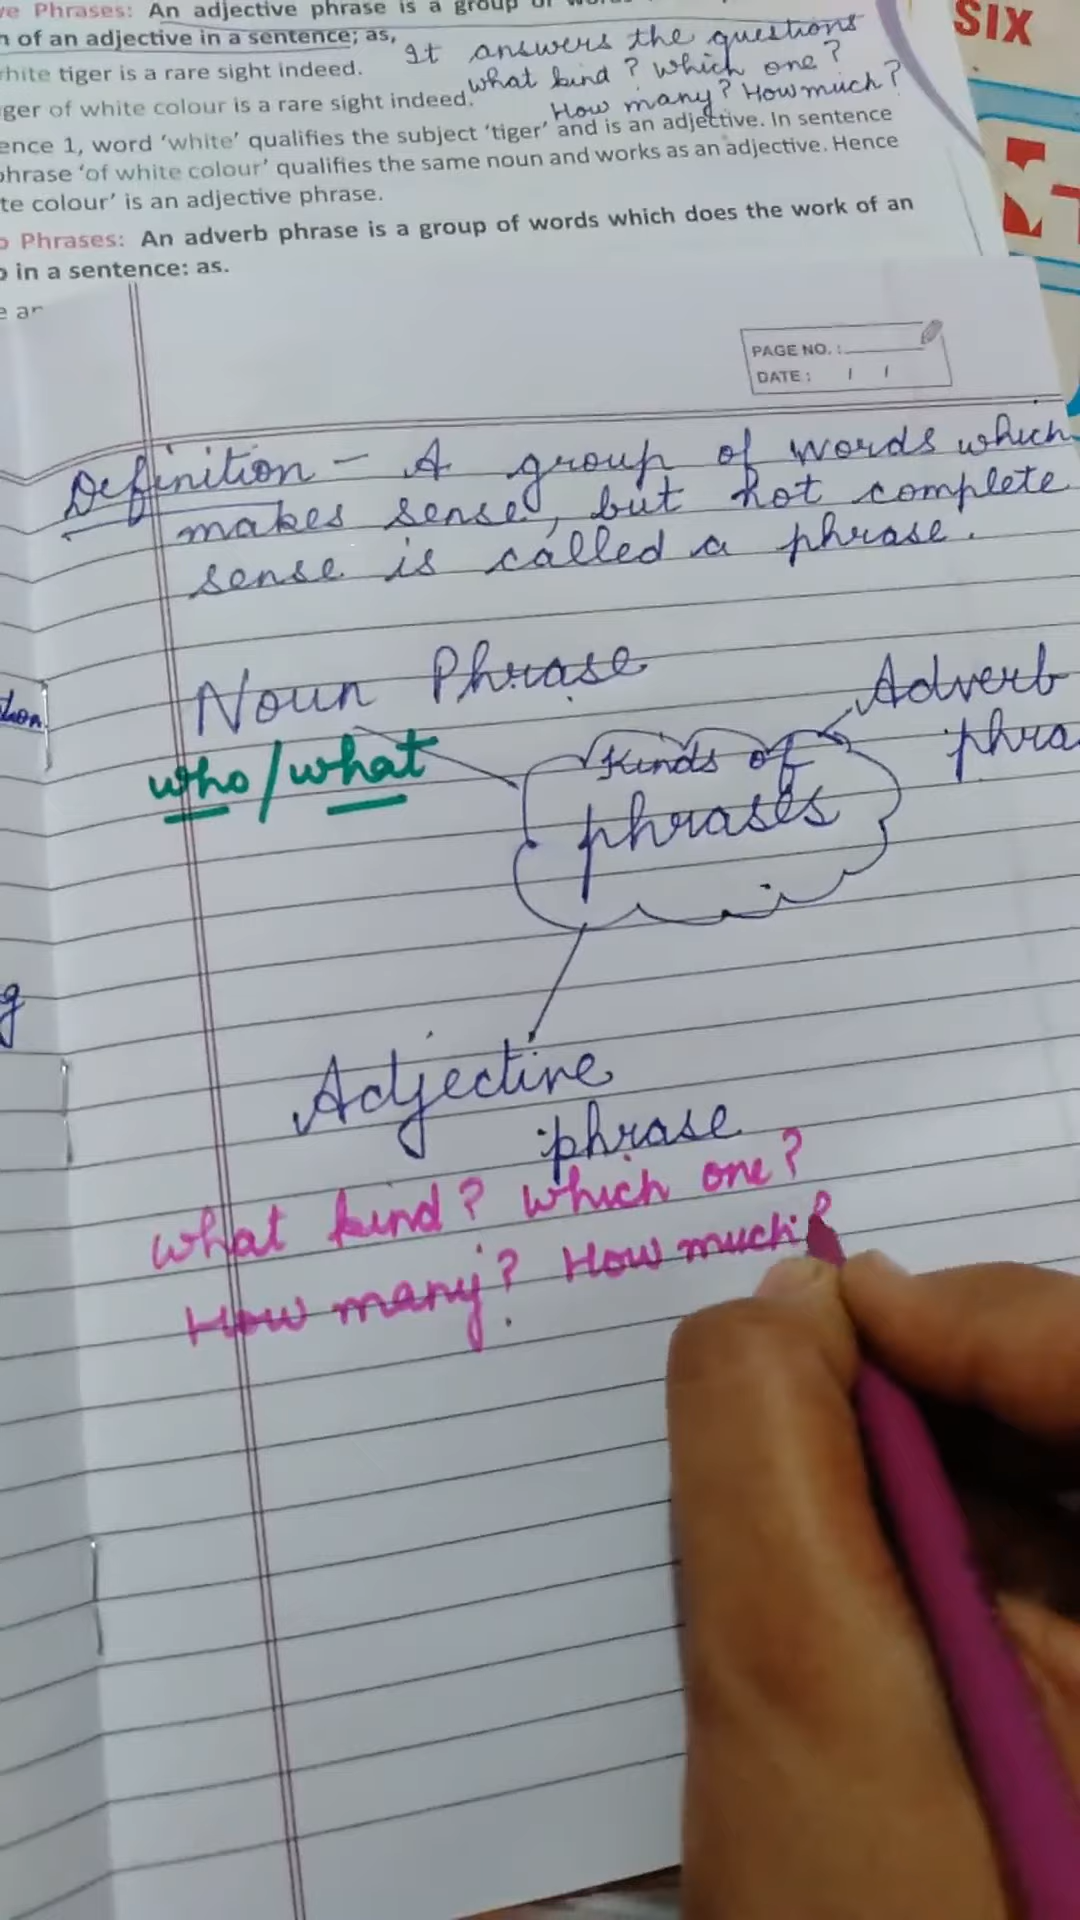 ve Phrases: An adjective phrase is a group of words
n of an adjective in a sentence; as,
It answers the questions
white tiger is a rare sight indeed.
what kind? which one?
ger of white colour is a rare sight indeed.
How many? How much?
ence 1, word 'white' qualifies the subject 'tiger' and is an adjective. In sentence
phrase 'of white colour' qualifies the same noun and works as an adjective. Hence
te colour' is an adjective phrase.
b Phrases: An adverb phrase is a group of words which does the work of an
b in a sentence: as.
SIX
PAGE NO. :
DATE : / /
Definition - A group of words which
makes sense, but not complete
sense is called a phrase.
Noun Phrase
who/what
Kinds of
phrases
Adverb
phra
Adjective
phrase
What kind? Which one?
How many? How much?